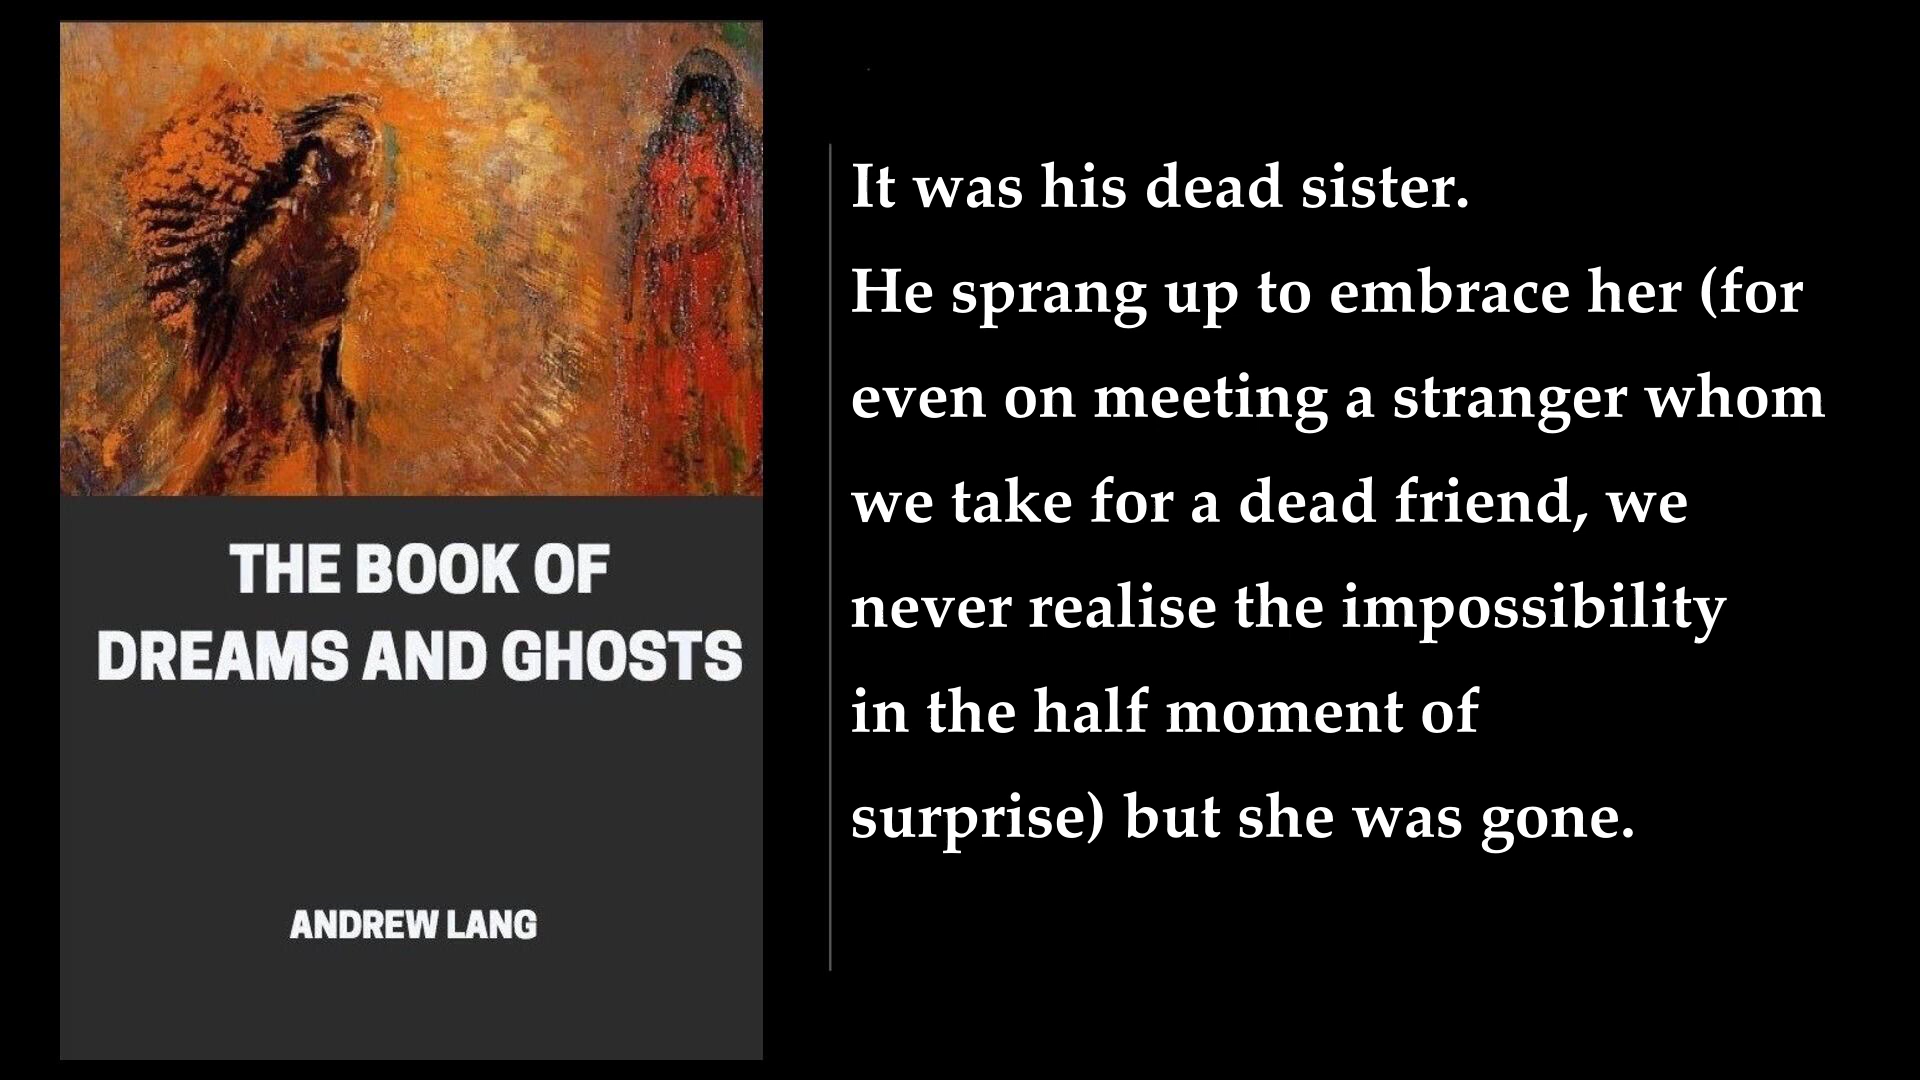 THE BOOK OF
DREAMS AND GHOSTS
ANDREW LANG
It was his dead sister.
He sprang up to embrace her (for
even on meeting a stranger whom
we take for a dead friend, we
never realise the impossibility
in the half moment of
surprise) but she was gone.